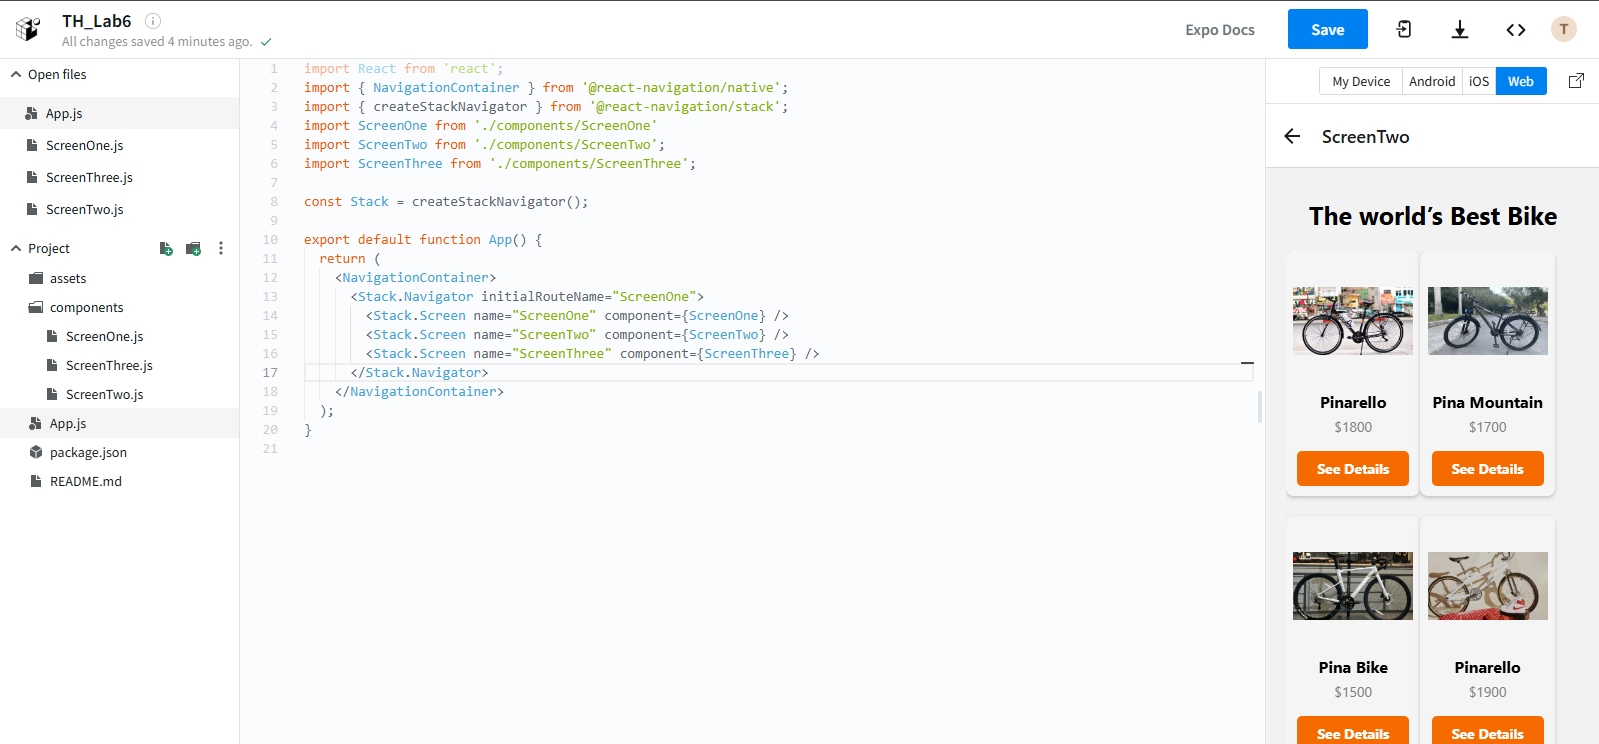 TH_Lab6
All changes saved 4 minutes ago.
Expo Docs
Save
T
Open files
App.js
ScreenOne.js
ScreenThree.js
ScreenTwo.js
Project
assets
components
ScreenOne.js
ScreenThree.js
ScreenTwo.js
App.js
package.json
README.md
1 import React from 'react';
2 import { NavigationContainer } from '@react-navigation/native';
3 import { createStackNavigator } from '@react-navigation/stack';
4 import ScreenOne from './components/ScreenOne'
5 import ScreenTwo from './components/ScreenTwo';
6 import ScreenThree from './components/ScreenThree';
7
8 const Stack = createStackNavigator();
9
10 export default function App() {
11 return (
12 <NavigationContainer>
13 <Stack.Navigator initialRouteName="ScreenOne">
14 <Stack.Screen name="ScreenOne" component={ScreenOne} />
15 <Stack.Screen name="ScreenTwo" component={ScreenTwo} />
16 <Stack.Screen name="ScreenThree" component={ScreenThree} />
17 </Stack.Navigator>
18 </NavigationContainer>
19 );
20 }
21
My Device Android iOS Web
ScreenTwo
The world's Best Bike
Pinarello
$1800
See Details
Pina Mountain
$1700
See Details
Pina Bike
$1500
See Details
Pinarello
$1900
See Details